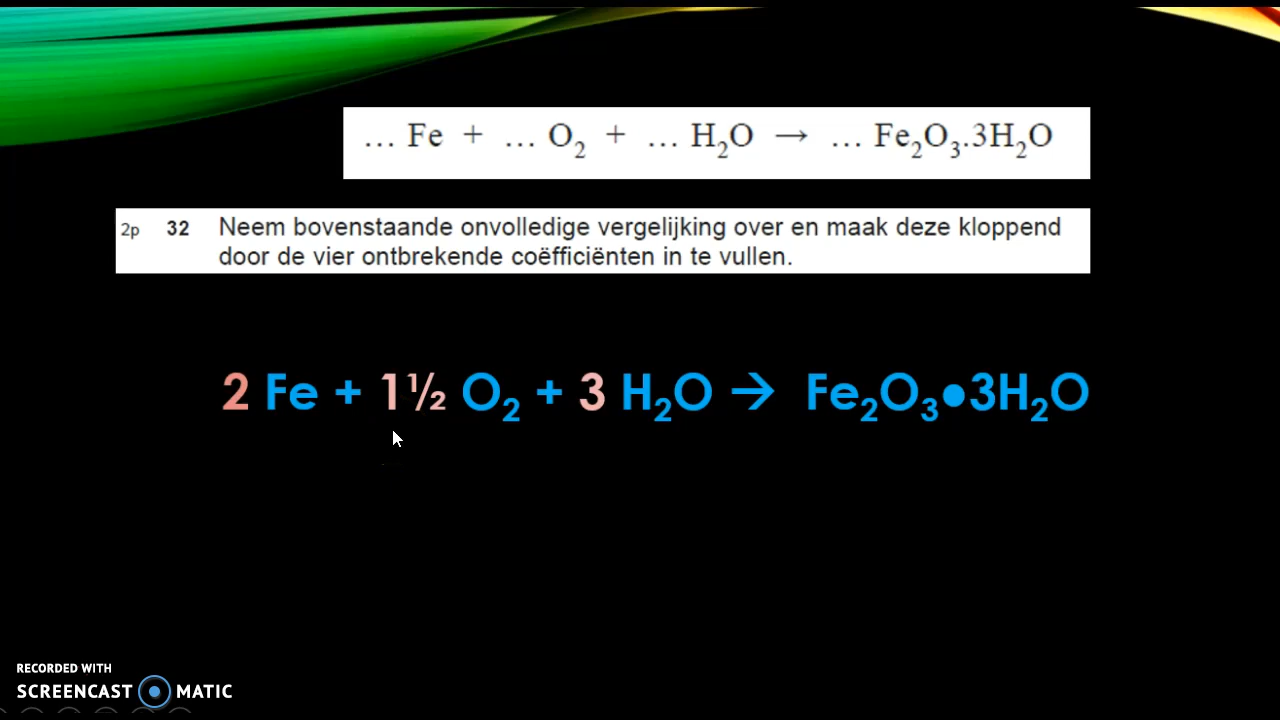 ... Fe + ... O₂ + ... H₂O → ... Fe₂O₃.3H₂O
2p 32 Neem bovenstaande onvolledige vergelijking over en maak deze kloppend
door de vier ontbrekende coëfficiënten in te vullen.
2 Fe + 1½ O₂ + 3 H₂O → Fe₂O₃●3H₂O
RECORDED WITH
SCREENCAST MATIC